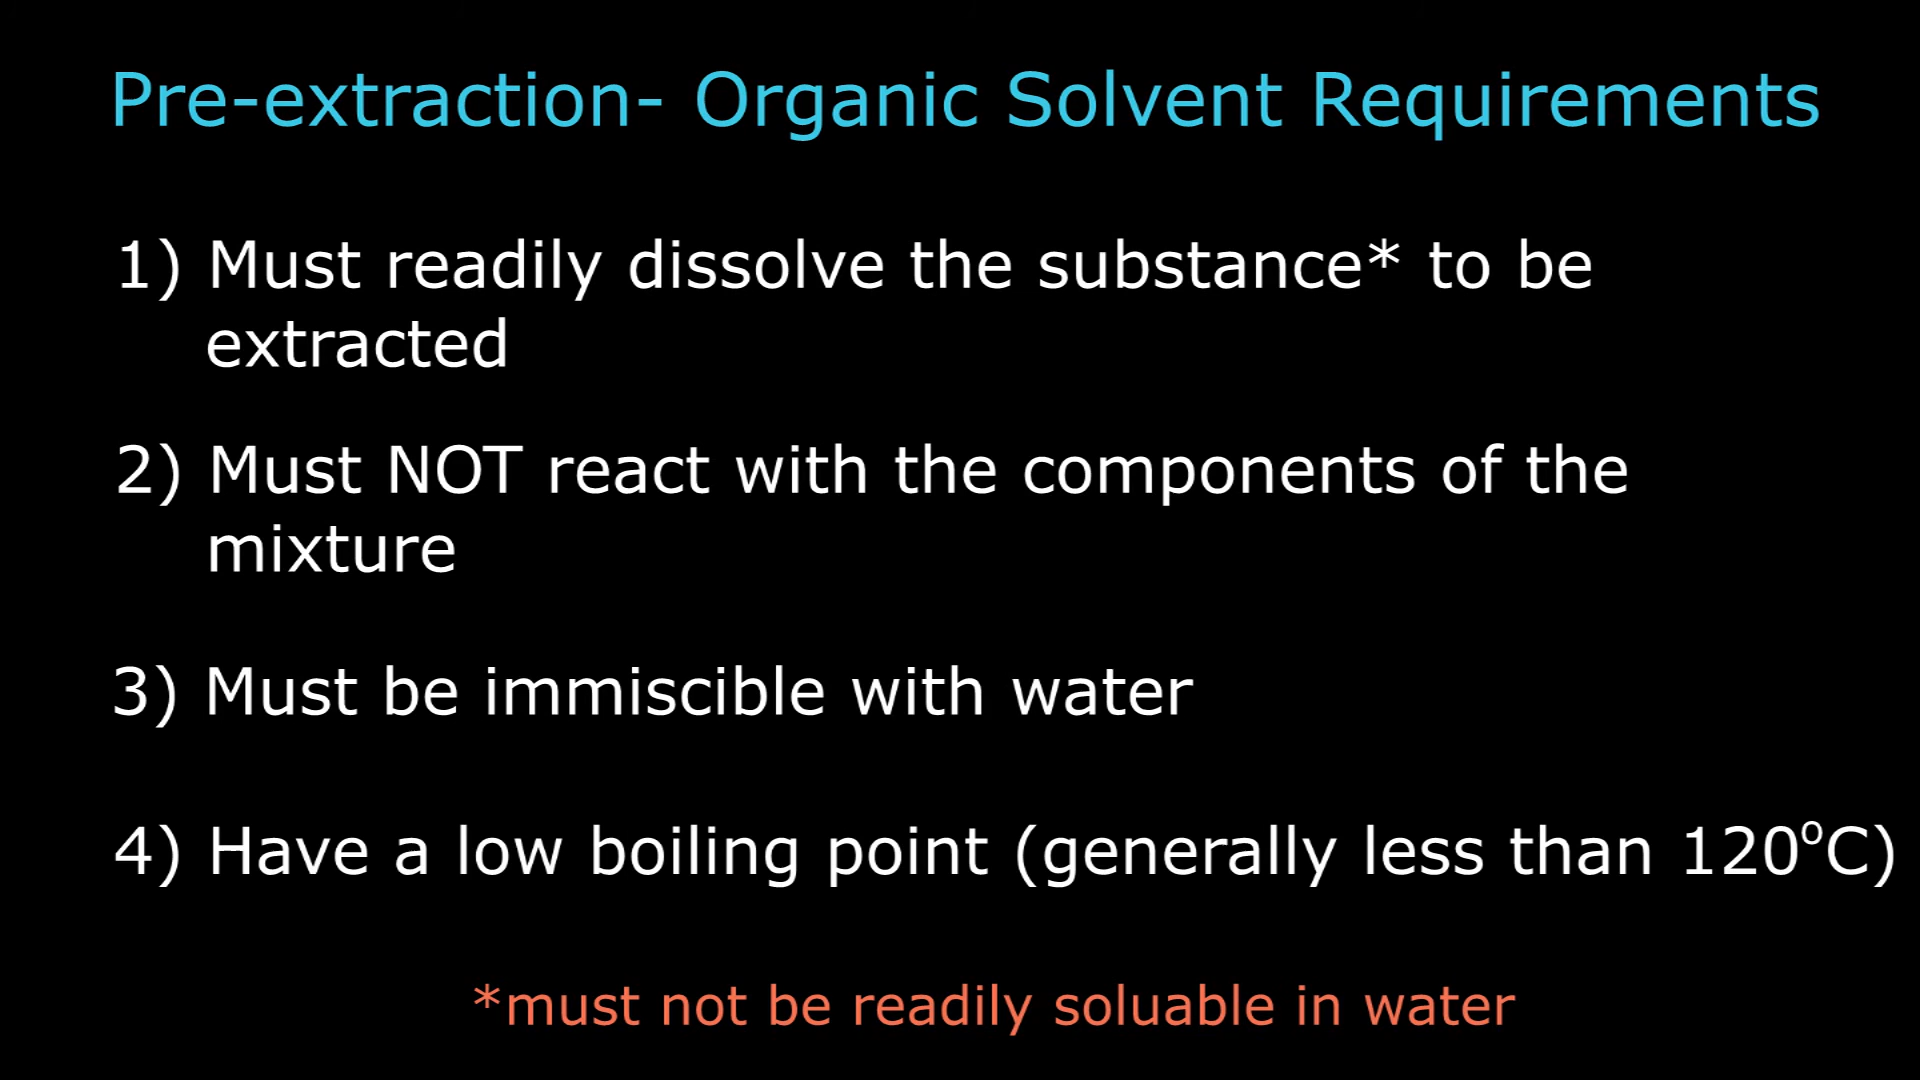 Pre-extraction- Organic Solvent Requirements
1) Must readily dissolve the substance* to be
extracted
2) Must NOT react with the components of the
mixture
3) Must be immiscible with water
4) Have a low boiling point (generally less than 120ºC)
*must not be readily soluable in water